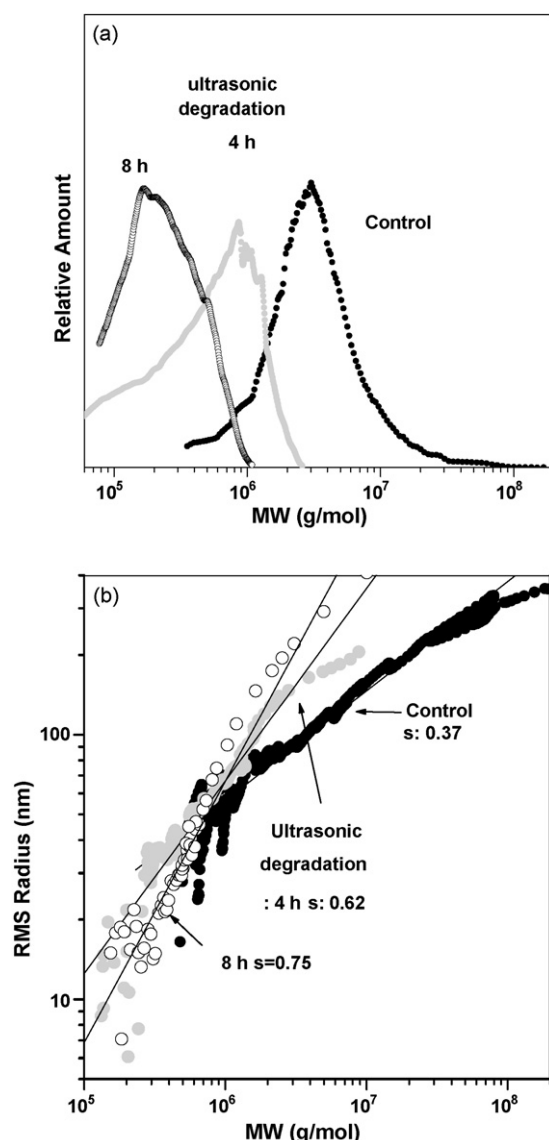 (a)
ultrasonic
degradation
4 h
8 h
Control
Relative Amount
10^5
10^6
10^7
10^8
MW (g/mol)
(b)
100
Control
s: 0.37
Ultrasonic
degradation
: 4 h s: 0.62
8 h s=0.75
10
RMS Radius (nm)
10^5
10^6
10^7
10^8
MW (g/mol)